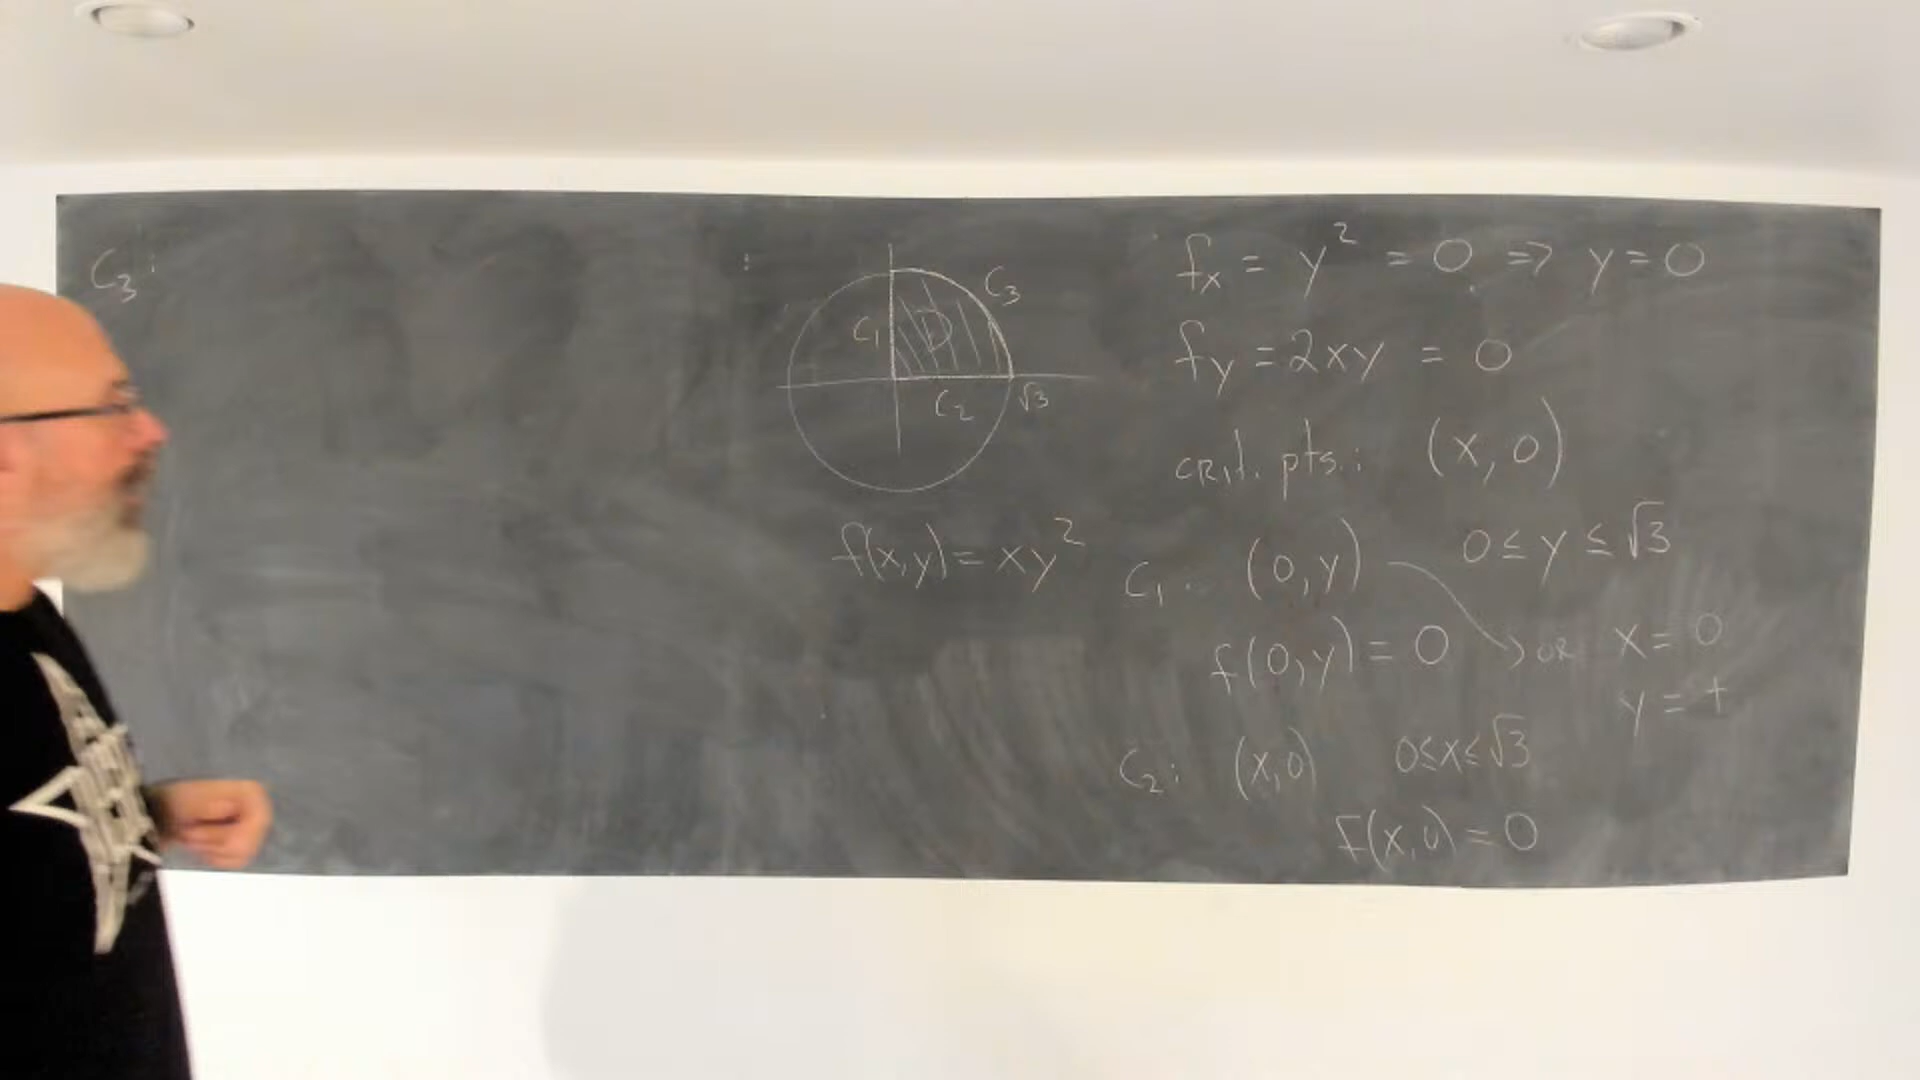 C₃:
C₃
C₁
D
C₂ √3
f(x,y) = xy²
fₓ = y² = 0 ⇒ y = 0
f_y = 2xy = 0
crit. pts.: (x, 0)
C₁: (0, y) 0 ≤ y ≤ √3
f(0, y) = 0 → or x = 0
y = t
C₂: (x, 0) 0 ≤ x ≤ √3
f(x, 0) = 0